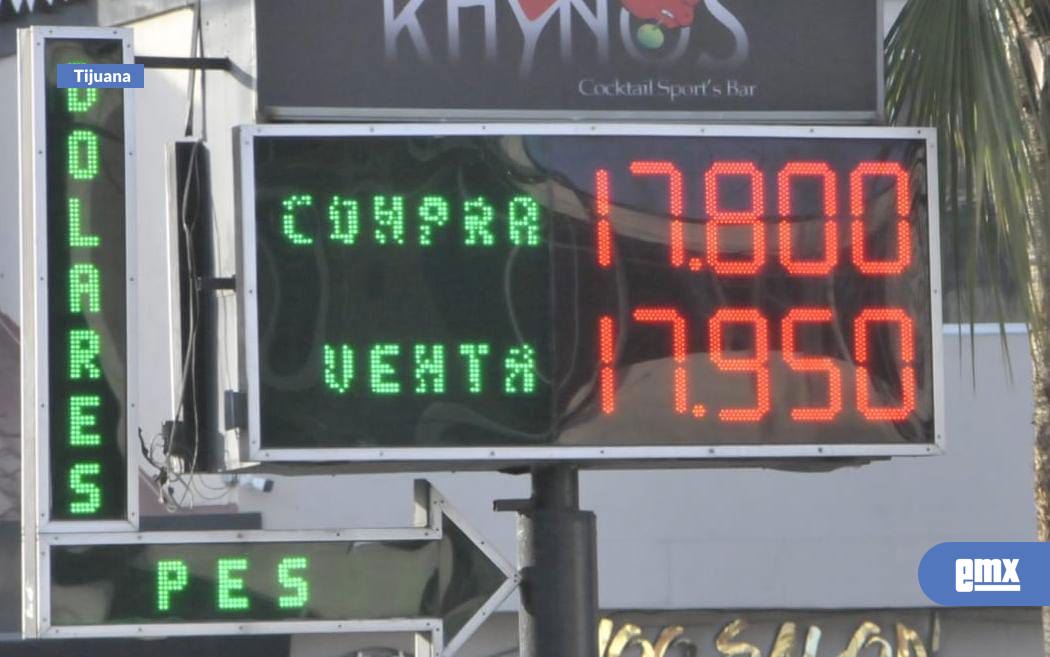 KHYNOS
Cocktail Sport's Bar
Tijuana
DOLARES
COMPRA 17.800
VENTA 17.950
PES
emx